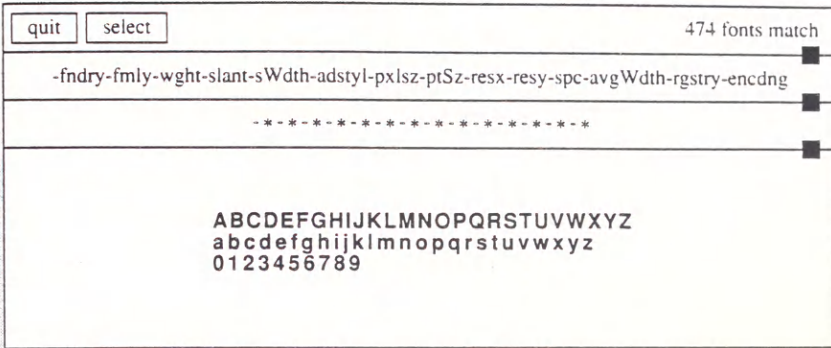 quit select 474 fonts match
-fndry-fmly-wght-slant-sWdth-adstyl-pxlsz-ptSz-resx-resy-spc-avgWdth-rgstry-encdng
-*-*-*-*-*-*-*-*-*-*-*-*-*-*
ABCDEFGHIJKLMNOPQRSTUVWXYZ
abcdefghijklmnopqrstuvwxyz
0123456789